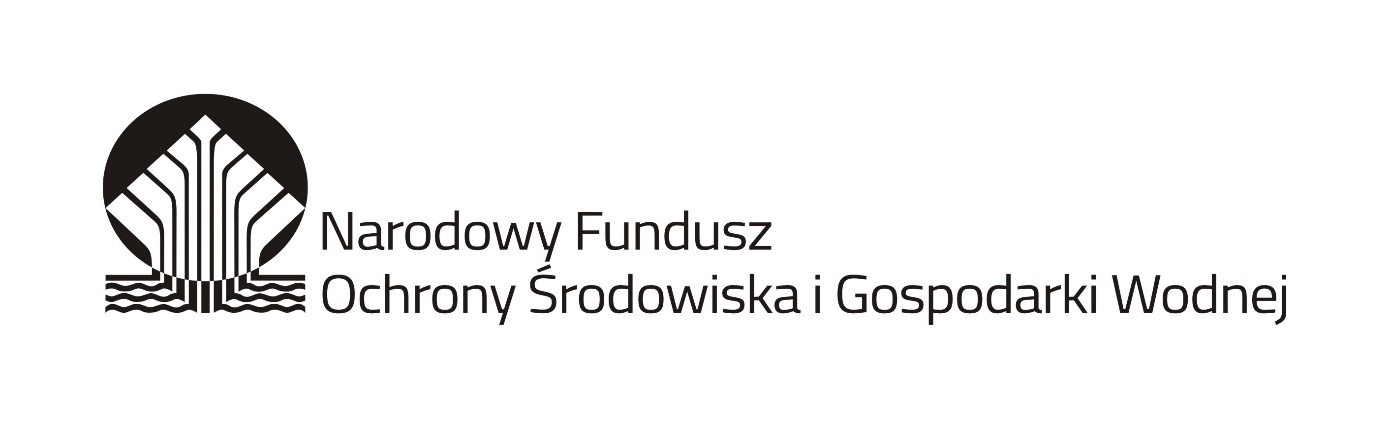 Narodowy Fundusz
Ochrony Środowiska i Gospodarki Wodnej